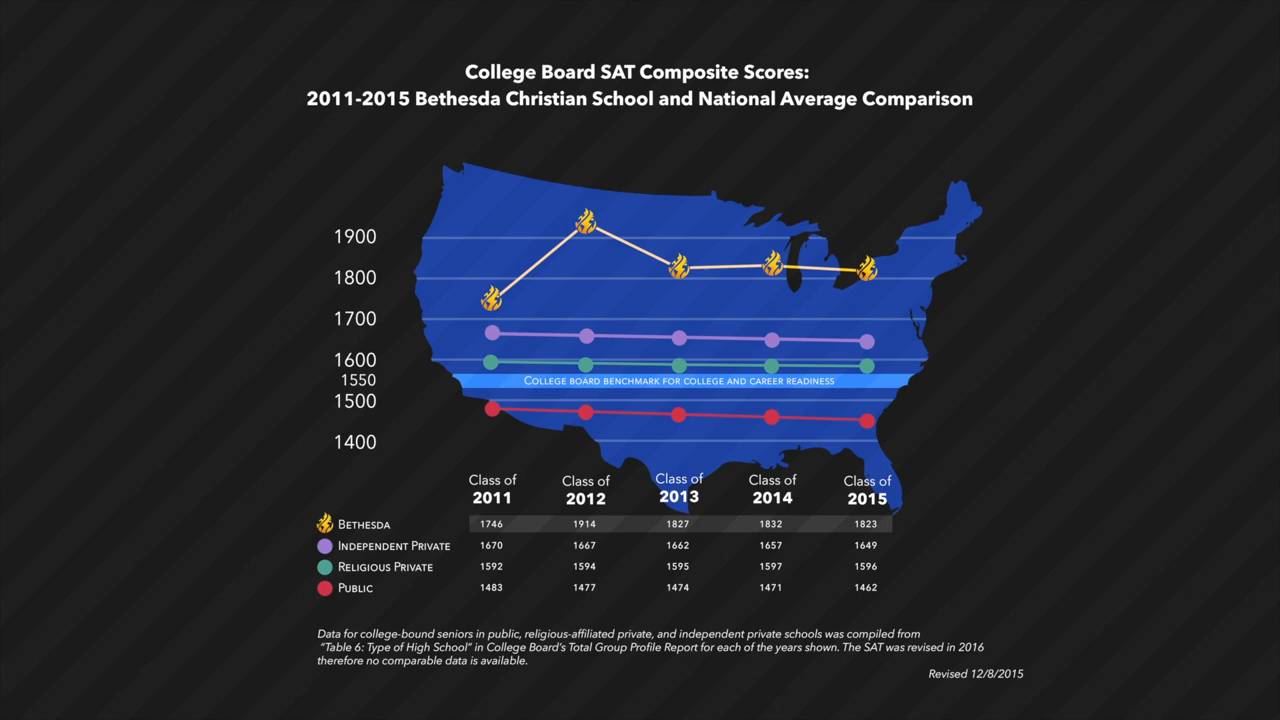 College Board SAT Composite Scores:
2011-2015 Bethesda Christian School and National Average Comparison
1900
1800
1700
1600
1550 College board benchmark for college and career readiness
1500
1400
Class of Class of Class of Class of Class of
2011 2012 2013 2014 2015
Bethesda 1746 1914 1827 1832 1823
Independent Private 1670 1667 1662 1657 1649
Religious Private 1592 1594 1595 1597 1596
Public 1483 1477 1474 1471 1462
Data for college-bound seniors in public, religious-affiliated private, and independent private schools was compiled from
"Table 6: Type of High School" in College Board's Total Group Profile Report for each of the years shown. The SAT was revised in 2016
therefore no comparable data is available.
Revised 12/8/2015